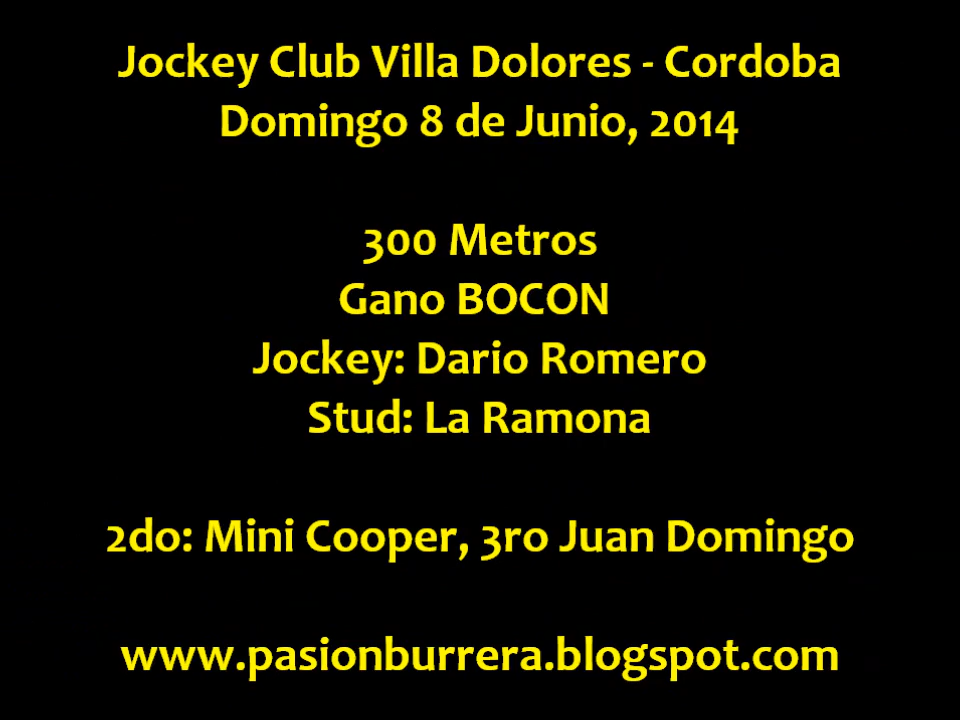 Jockey Club Villa Dolores - Cordoba
Domingo 8 de Junio, 2014
300 Metros
Gano BOCON
Jockey: Dario Romero
Stud: La Ramona
2do: Mini Cooper, 3ro Juan Domingo
www.pasionburrera.blogspot.com